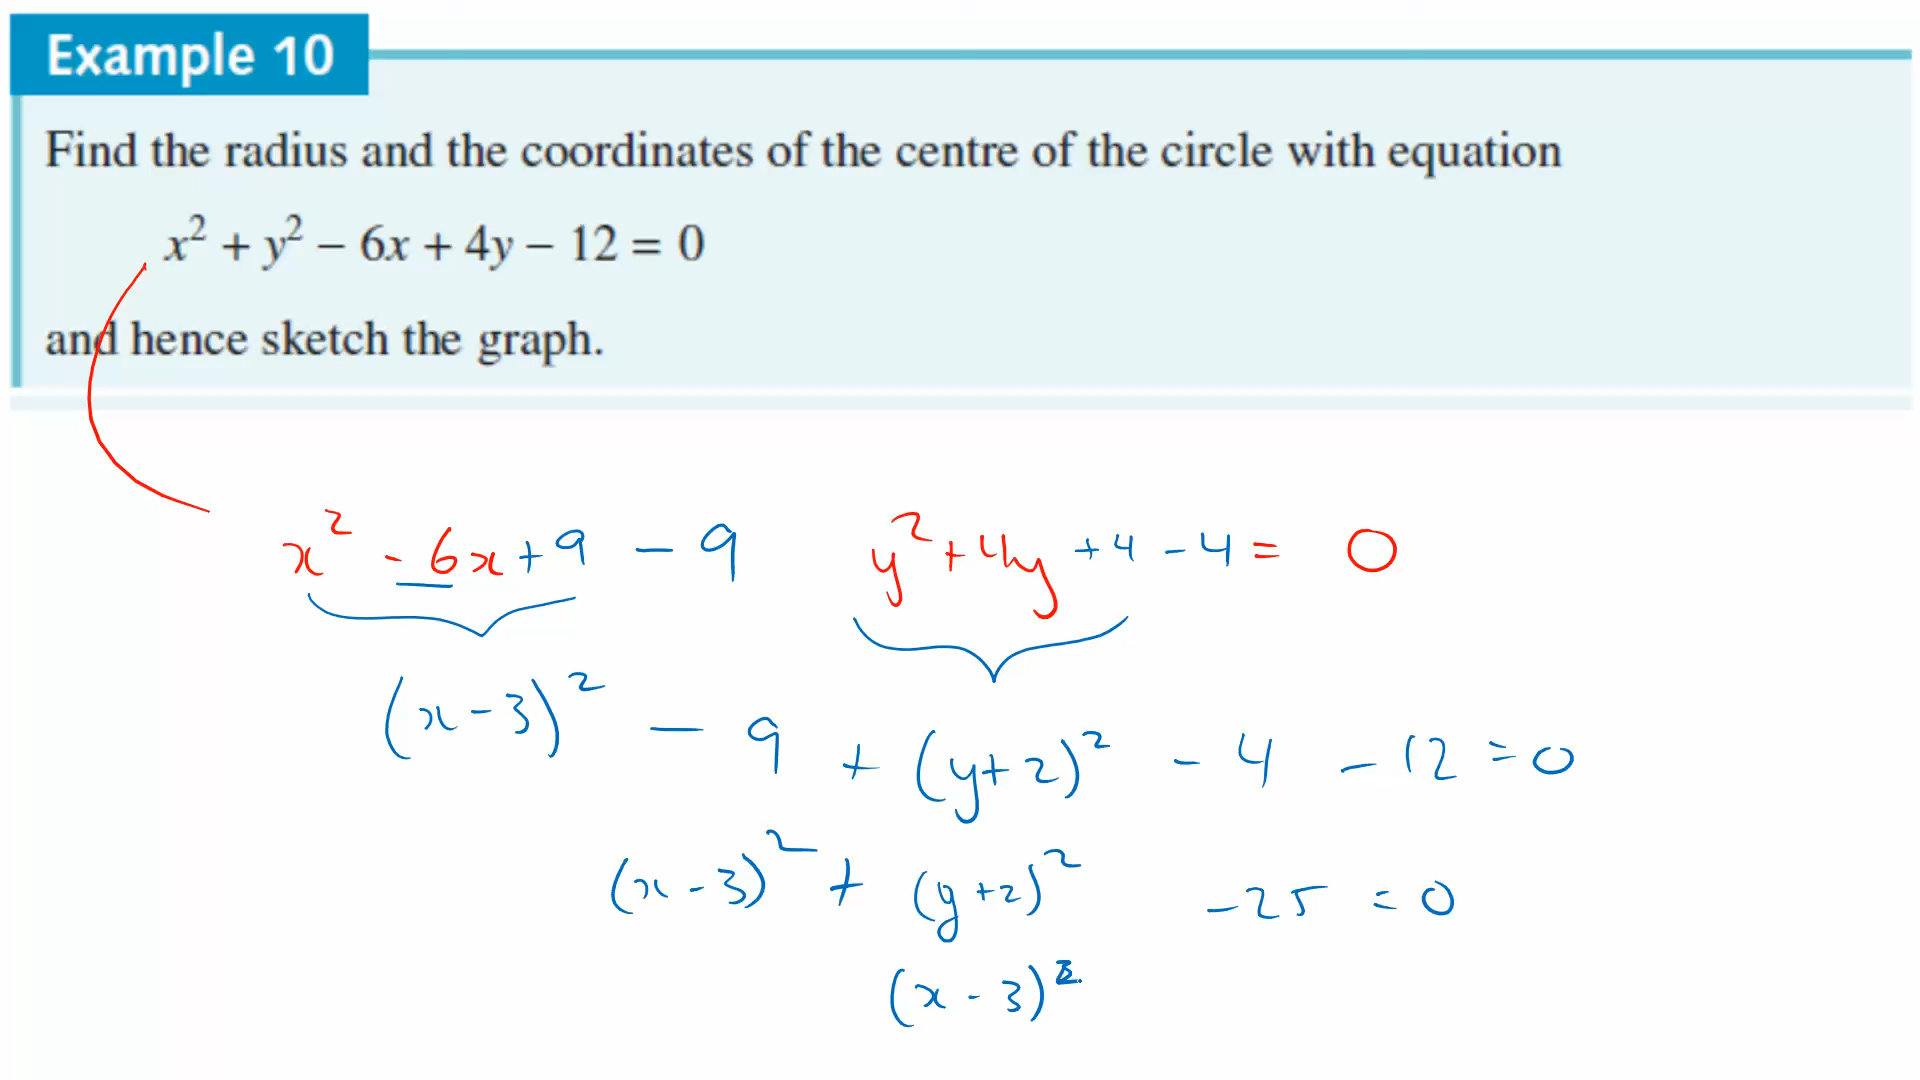 Example 10
Find the radius and the coordinates of the centre of the circle with equation
x² + y² − 6x + 4y − 12 = 0
and hence sketch the graph.
x² - 6x + 9 - 9 y² + 4y + 4 - 4 = 0
(x - 3)² - 9 + (y + 2)² - 4 - 12 = 0
(x - 3)² + (y + 2)² - 25 = 0
(x - 3)²